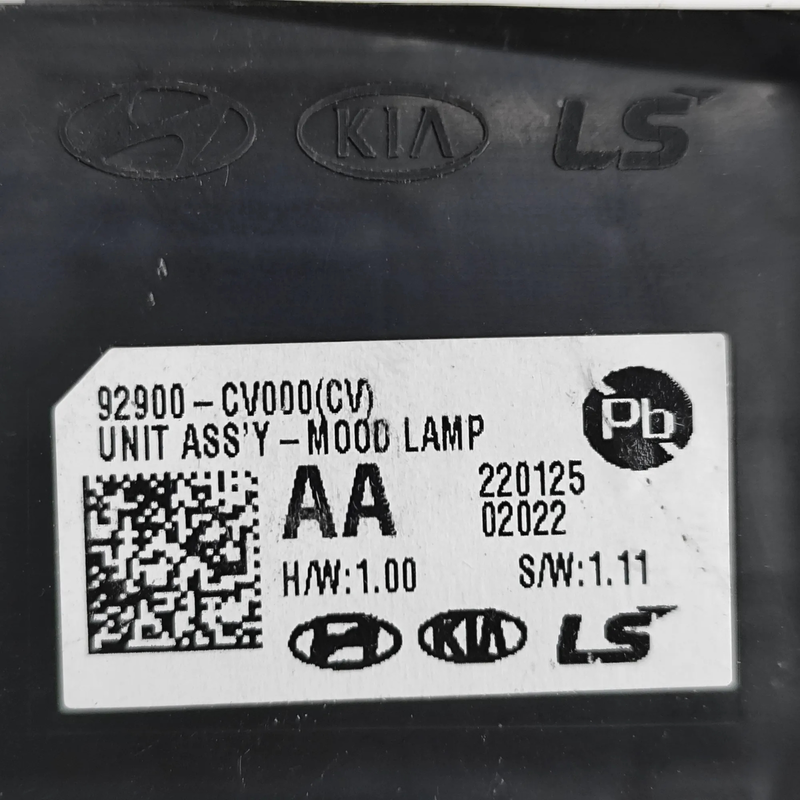 KIA LS
92900-CV000(CV)
UNIT ASS'Y-MOOD LAMP
Pb
AA
220125
02022
H/W:1.00 S/W:1.11
KIA LS